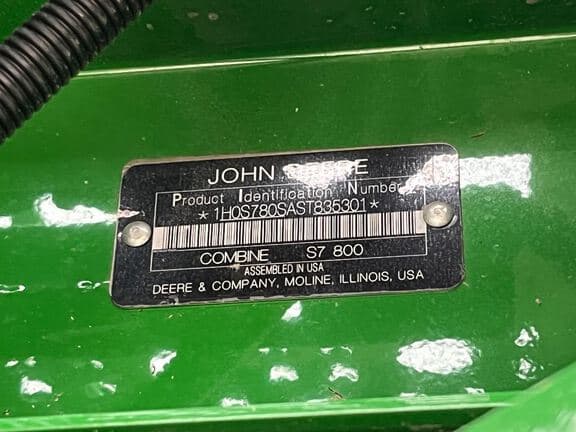 JOHN DEERE
Product Identification Number
*1H0S780SAST835301*
COMBINE S7 800
ASSEMBLED IN USA
DEERE & COMPANY, MOLINE, ILLINOIS, USA